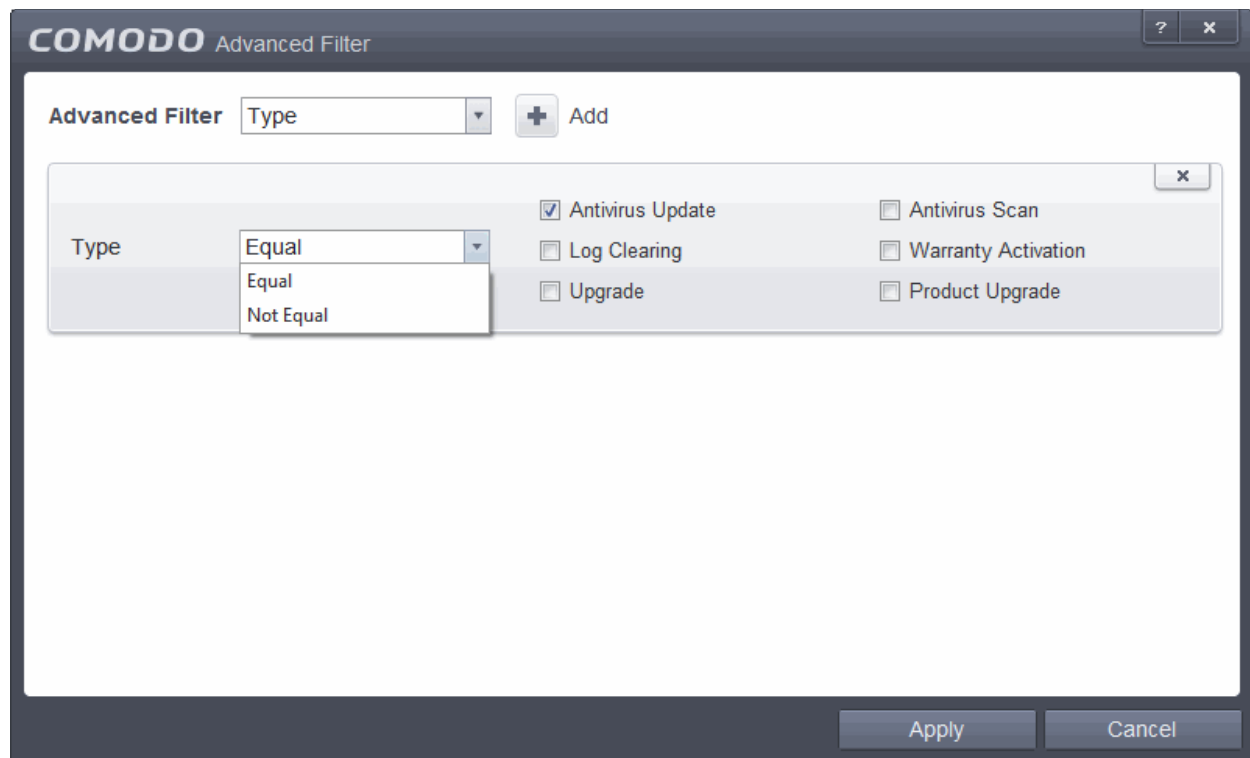 COMODO Advanced Filter ? x
Advanced Filter Type + Add
x
Antivirus Update Antivirus Scan
Type Equal Log Clearing Warranty Activation
Equal
Upgrade Product Upgrade
Not Equal
Apply Cancel